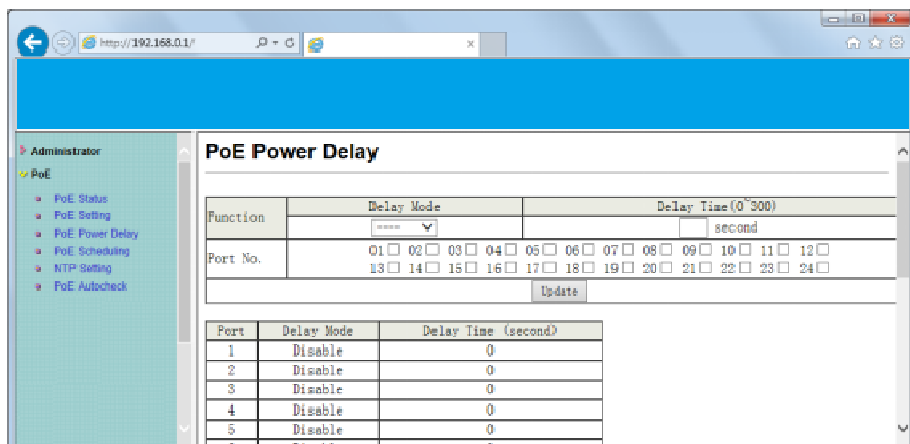 http://192.168.0.1/
Administrator
PoE
PoE Status
PoE Setting
PoE Power Delay
PoE Scheduling
NTP Setting
PoE Autocheck
PoE Power Delay
Function Delay Mode Delay Time(0~300)
---- second
Port No. 01 02 03 04 05 06 07 08 09 10 11 12
13 14 15 16 17 18 19 20 21 22 23 24
Update
Port Delay Mode Delay Time (second)
1 Disable 0
2 Disable 0
3 Disable 0
4 Disable 0
5 Disable 0